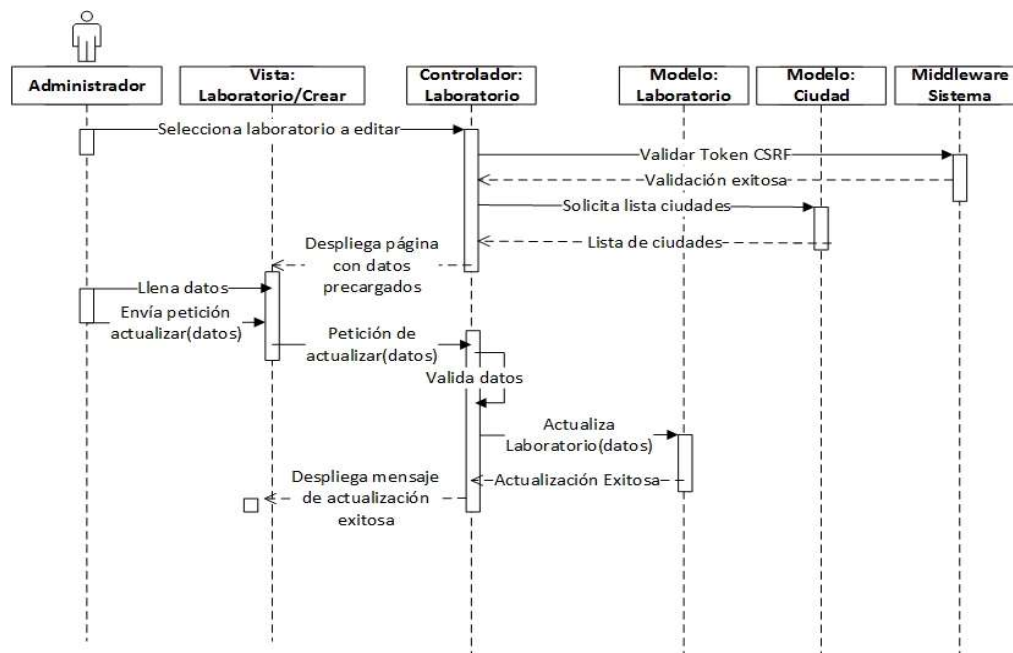 Administrador
Vista:
Laboratorio/Crear
Controlador:
Laboratorio
Modelo:
Laboratorio
Modelo:
Ciudad
Middleware
Sistema
Selecciona laboratorio a editar
Validar Token CSRF
Validación exitosa
Solicita lista ciudades
Lista de ciudades
Despliega página
con datos
precargados
Llena datos
Envía petición
actualizar(datos)
Petición de
actualizar(datos)
Valida datos
Actualiza
Laboratorio(datos)
Actualización Exitosa
Despliega mensaje
de actualización
exitosa